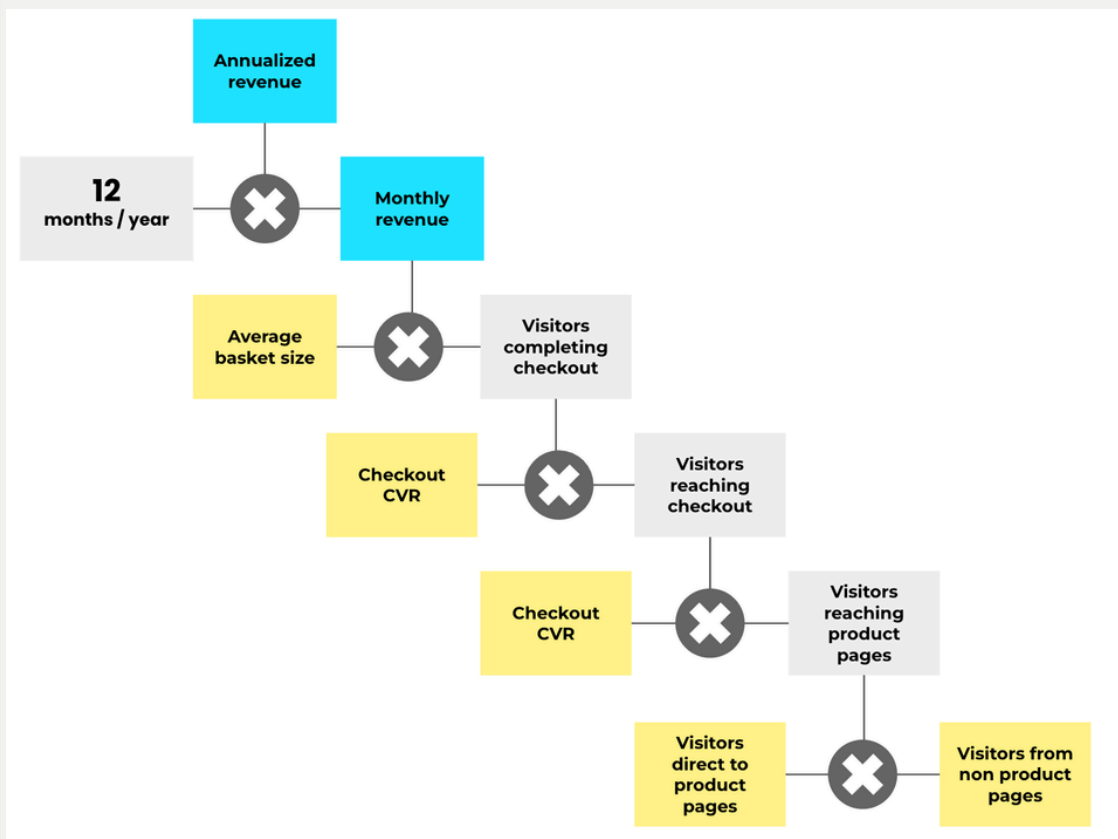 Annualized
revenue
12
months / year
Monthly
revenue
Average
basket size
Visitors
completing
checkout
Checkout
CVR
Visitors
reaching
checkout
Checkout
CVR
Visitors
reaching
product
pages
Visitors
direct to
product
pages
Visitors from
non product
pages